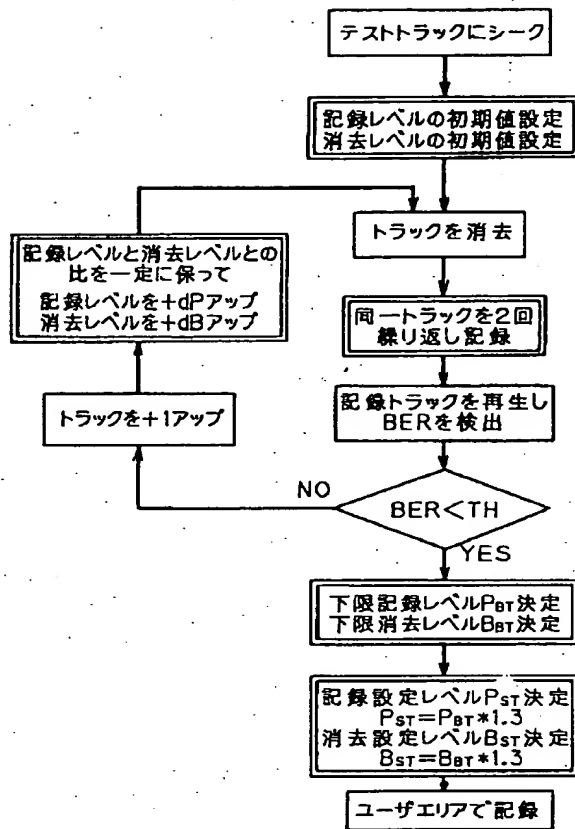 テストトラックにシーク
記録レベルの初期値設定
消去レベルの初期値設定
トラックを消去
記録レベルと消去レベルとの
比を一定に保って
記録レベルを+dPアップ
消去レベルを+dBアップ
同一トラックを2回
繰り返し記録
トラックを+1アップ
記録トラックを再生し
BERを検出
NO
BER<TH
YES
下限記録レベルPBT決定
下限消去レベルBBT決定
記録設定レベルPST決定
PST=PBT*1.3
消去設定レベルBST決定
BST=BBT*1.3
ユーザエリアで記録